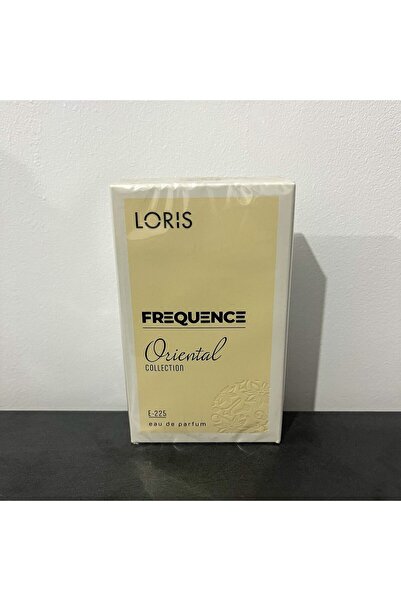 LORIS
FREQUENCE
Oriental
COLLECTION
E-225
eau de parfum